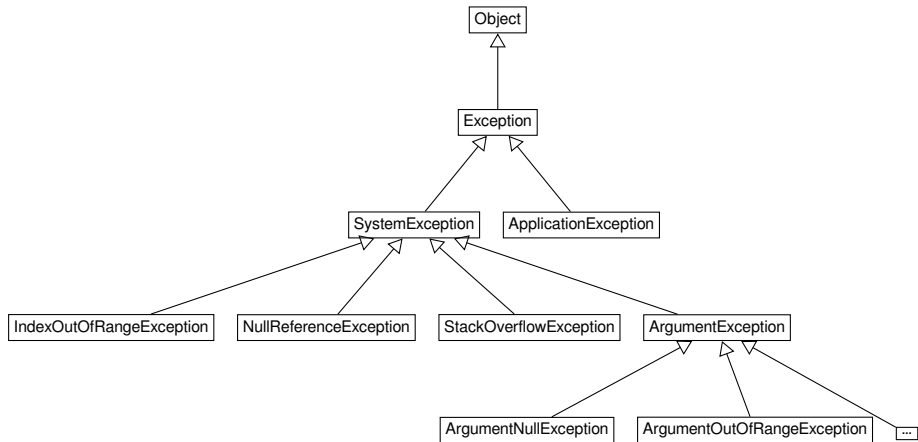 Object
Exception
SystemException
ApplicationException
IndexOutOfRangeException
NullReferenceException
StackOverflowException
ArgumentException
ArgumentNullException
ArgumentOutOfRangeException
...